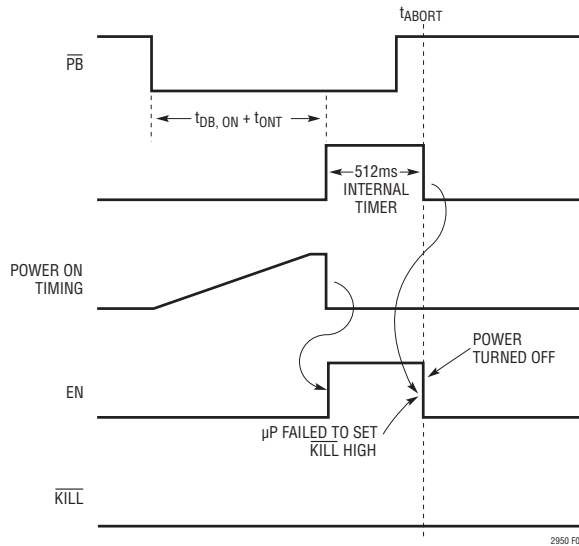 tABORT
PB
tDB, ON + tONT
512ms
INTERNAL
TIMER
POWER ON
TIMING
POWER
TURNED OFF
EN
µP FAILED TO SET
KILL HIGH
KILL
2950 F0